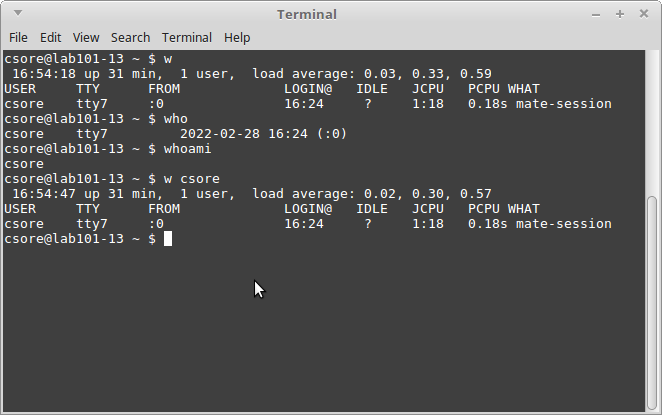 Terminal
File Edit View Search Terminal Help
csore@lab101-13 ~ $ w
 16:54:18 up 31 min,  1 user,  load average: 0.03, 0.33, 0.59
USER     TTY      FROM             LOGIN@   IDLE   JCPU   PCPU WHAT
csore    tty7     :0               16:24     ?     1:18   0.18s mate-session
csore@lab101-13 ~ $ who
csore    tty7         2022-02-28 16:24 (:0)
csore@lab101-13 ~ $ whoami
csore
csore@lab101-13 ~ $ w csore
 16:54:47 up 31 min,  1 user,  load average: 0.02, 0.30, 0.57
USER     TTY      FROM             LOGIN@   IDLE   JCPU   PCPU WHAT
csore    tty7     :0               16:24     ?     1:18   0.18s mate-session
csore@lab101-13 ~ $